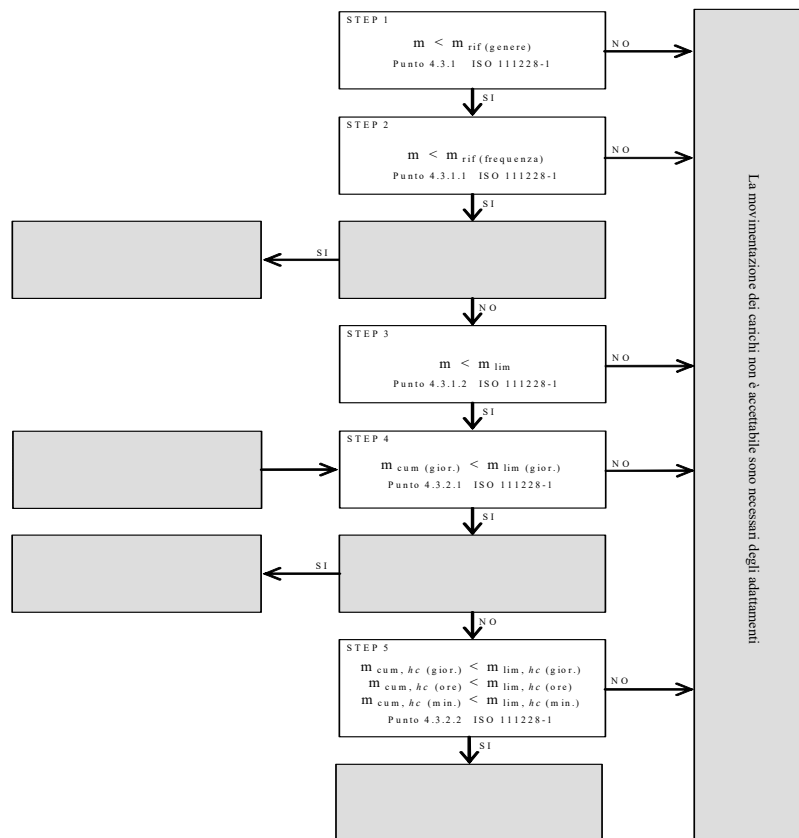 STEP 1
m < m rif (genere)
Punto 4.3.1 ISO 111228-1
NO
SI
STEP 2
m < m rif(frequenza)
Punto 4.3.1.1 ISO 111228-1
NO
SI
SI
NO
STEP 3
m < m lim
Punto 4.3.1.2 ISO 111228-1
NO
SI
STEP 4
m cum (gior.) < m lim (gior.)
Punto 4.3.2.1 ISO 111228-1
NO
SI
SI
NO
STEP 5
m cum, hc (gior.) < m lim, hc (gior.)
m cum, hc (ore) < m lim, hc (ore)
m cum, hc (min.) < m lim, hc (min.)
Punto 4.3.2.2 ISO 111228-1
NO
SI
La movimentazione dei carichi non è accettabile sono necessari degli adattamenti